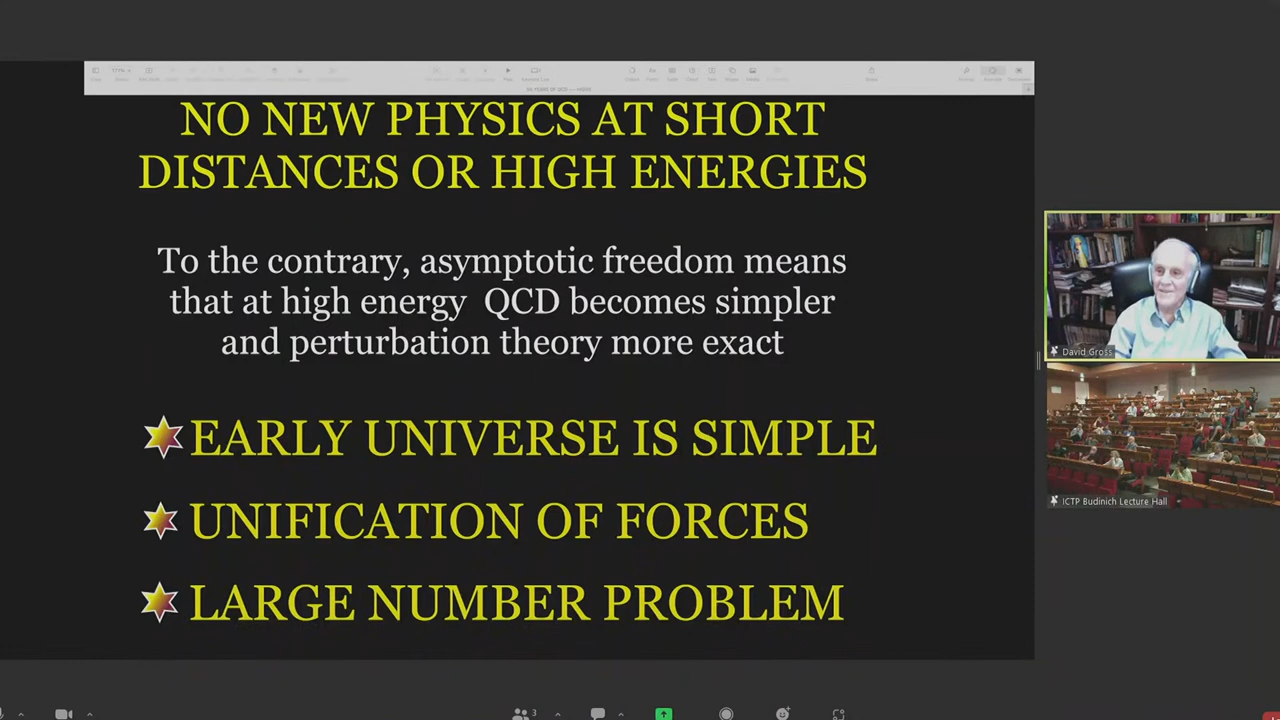 NO NEW PHYSICS AT SHORT
DISTANCES OR HIGH ENERGIES
To the contrary, asymptotic freedom means
that at high energy QCD becomes simpler
and perturbation theory more exact
EARLY UNIVERSE IS SIMPLE
UNIFICATION OF FORCES
LARGE NUMBER PROBLEM
David Gross
ICTP Budinich Lecture Hall
3